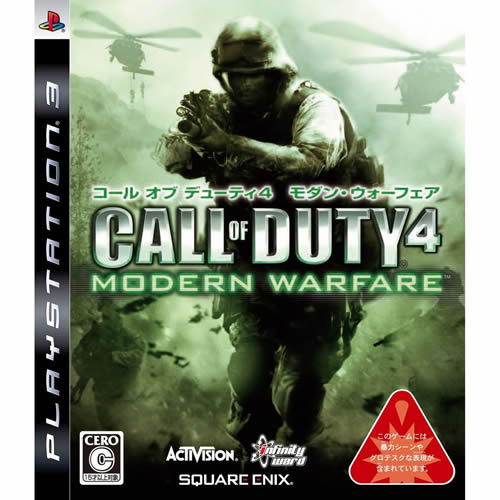 PLAYSTATION 3
コール オブ デューティ4 モダン・ウォーフェア
CALL OF DUTY 4
MODERN WARFARE™
CERO
C
15才以上対象
ACTIVISION.
infinity ward
SQUARE ENIX.
このゲームには
暴力シーンや
グロテスクな表現が
含まれています。